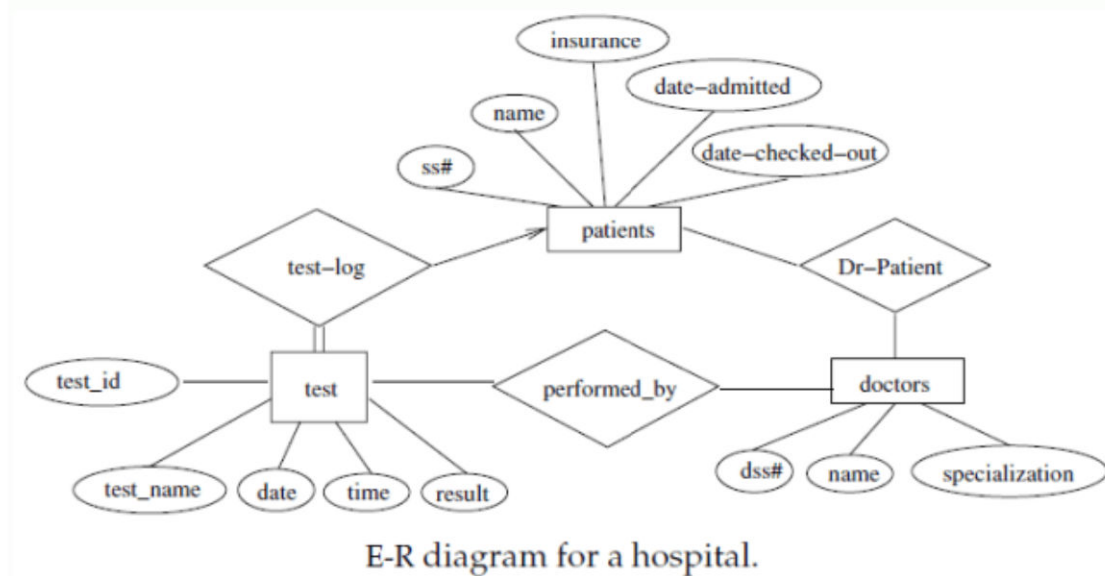 insurance
date-admitted
name
date-checked-out
ss#
patients
test-log
Dr-Patient
test_id
test
performed_by
doctors
test_name
date
time
result
dss#
name
specialization
E-R diagram for a hospital.